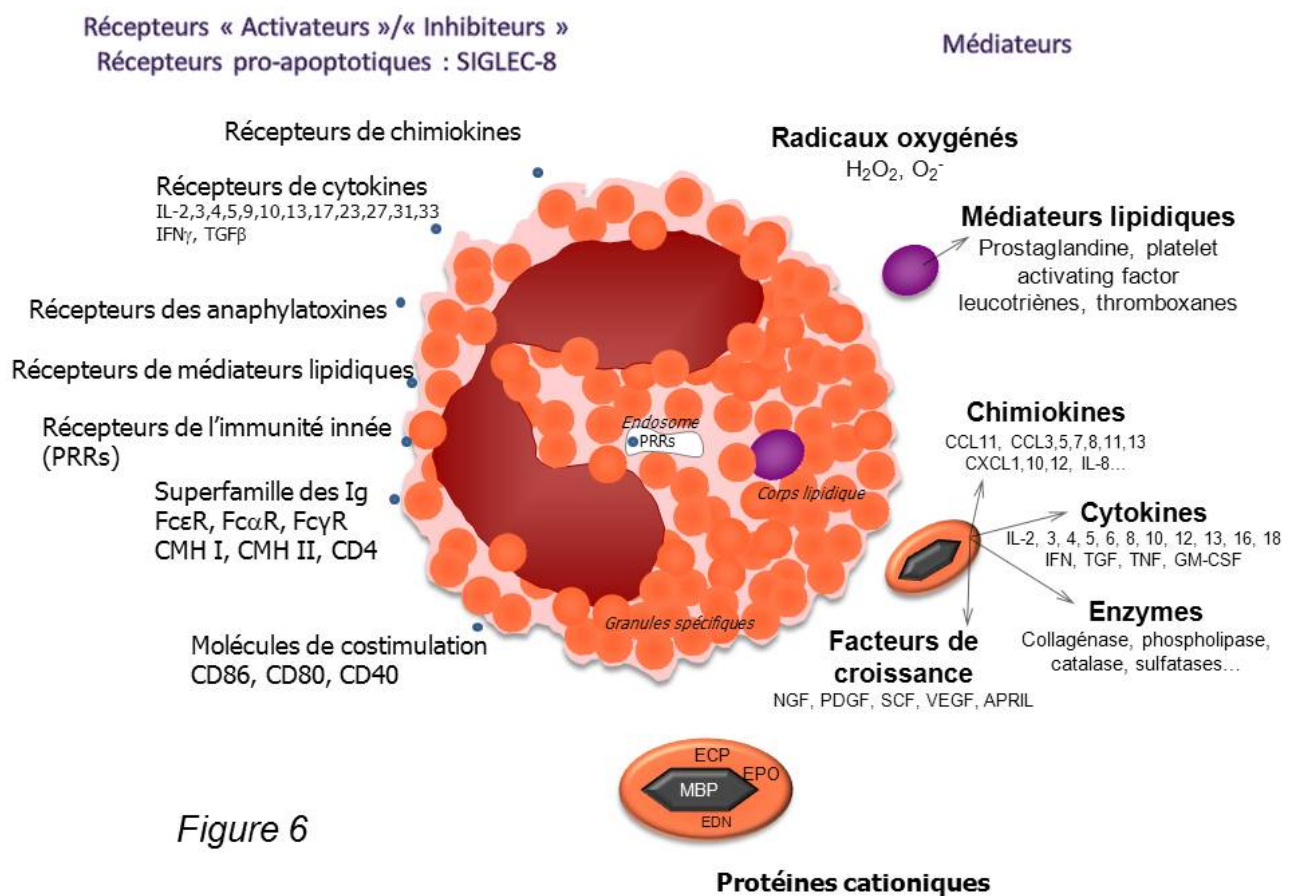 Récepteurs « Activateurs »/« Inhibiteurs »
Récepteurs pro-apoptotiques : SIGLEC-8
Médiateurs
Récepteurs de chimiokines
Récepteurs de cytokines
IL-2,3,4,5,9,10,13,17,23,27,31,33
IFNγ, TGFβ
Récepteurs des anaphylatoxines
Récepteurs de médiateurs lipidiques
Récepteurs de l’immunité innée
(PRRs)
Superfamille des Ig
FcεR, FcαR, FcγR
CMH I, CMH II, CD4
Molécules de costimulation
CD86, CD80, CD40
Endosome
PRRs
Corps lipidique
Granules spécifiques
Radicaux oxygénés
H₂O₂, O₂⁻
Médiateurs lipidiques
Prostaglandine, platelet
activating factor
leucotriènes, thromboxanes
Chimiokines
CCL11, CCL3,5,7,8,11,13
CXCL1,10,12, IL-8...
Cytokines
IL-2, 3, 4, 5, 6, 8, 10, 12, 13, 16, 18
IFN, TGF, TNF, GM-CSF
Enzymes
Collagénase, phospholipase,
catalase, sulfatases...
Facteurs de
croissance
NGF, PDGF, SCF, VEGF, APRIL
ECP
EPO
MBP
EDN
Figure 6
Protéines cationiques